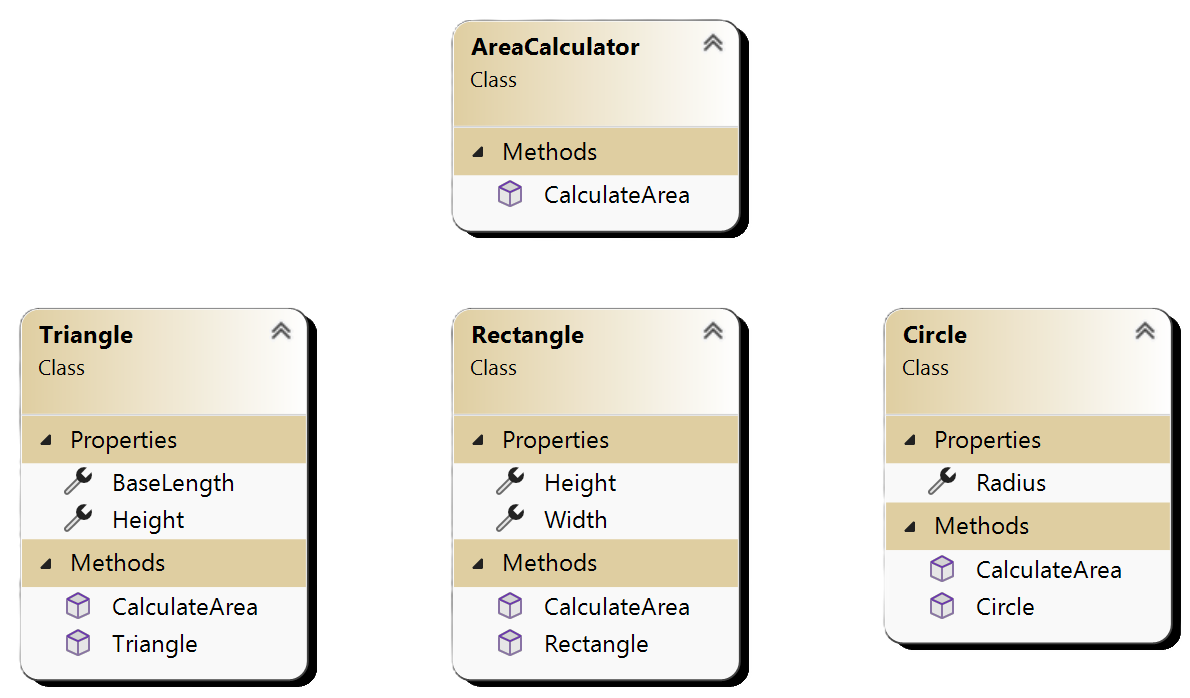 AreaCalculator
Class
Methods
CalculateArea
Triangle
Class
Properties
BaseLength
Height
Methods
CalculateArea
Triangle
Rectangle
Class
Properties
Height
Width
Methods
CalculateArea
Rectangle
Circle
Class
Properties
Radius
Methods
CalculateArea
Circle